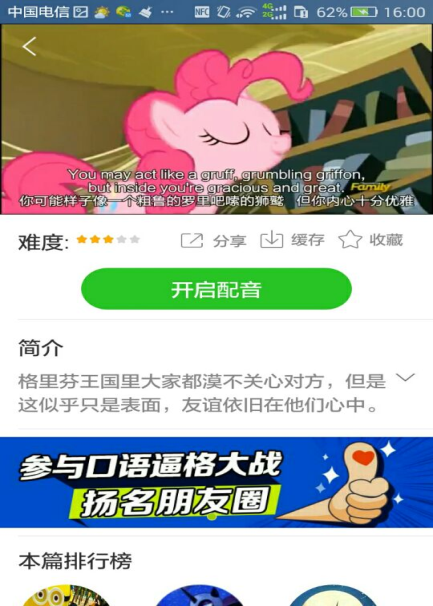 中国电信
NFC
4G
2G
62%
16:00
You may act like a gruff, grumbling griffon,
but inside you're gracious and great.
Family
你可能样子像一个粗鲁的罗里吧嗦的狮鹫 但你内心十分优雅
难度:
分享
缓存
收藏
开启配音
简介
格里芬王国里大家都漠不关心对方，但是
这似乎只是表面，友谊依旧在他们心中。
参与口语逼格大战
扬名朋友圈
本篇排行榜